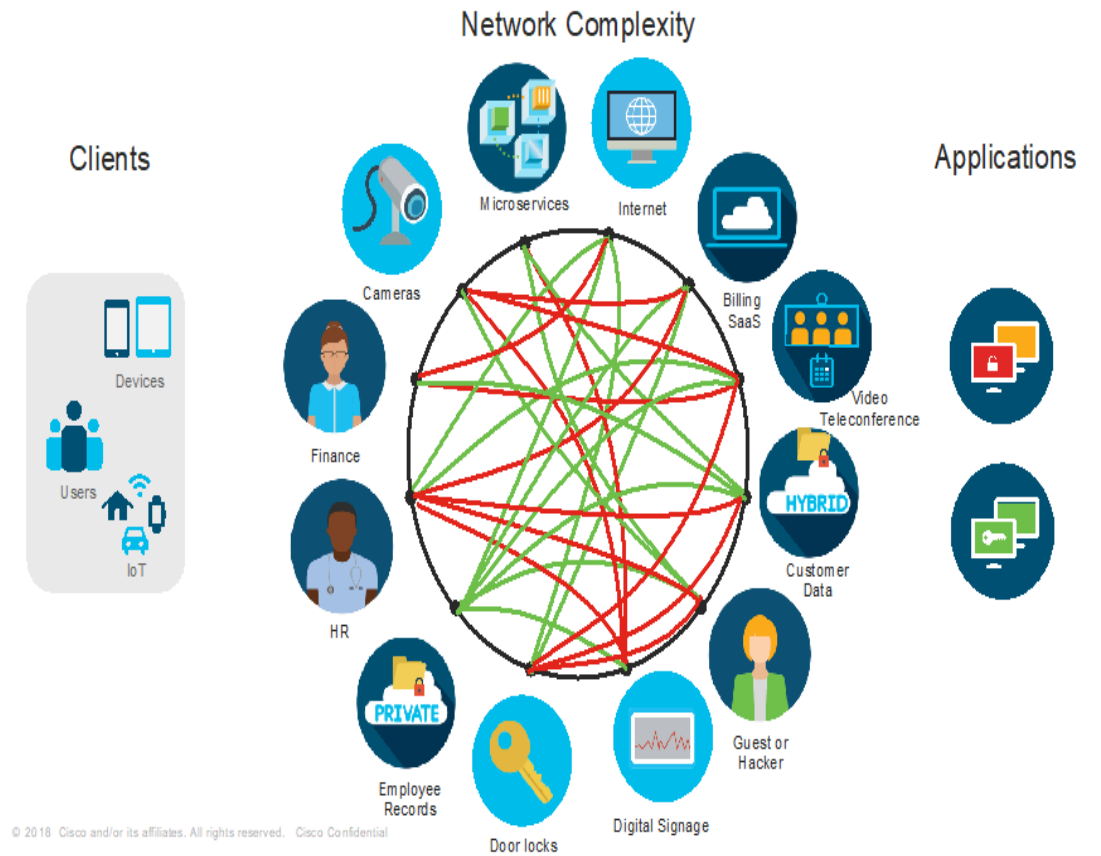 Network Complexity
Clients
Applications
Microservices
Internet
Cameras
Billing
SaaS
Devices
Video
Teleconference
Finance
Users
HYBRID
IoT
Customer
Data
HR
PRIVATE
Guest or
Hacker
Employee
Records
Digital Signage
Door locks
© 2018 Cisco and/or its affiliates. All rights reserved. Cisco Confidential